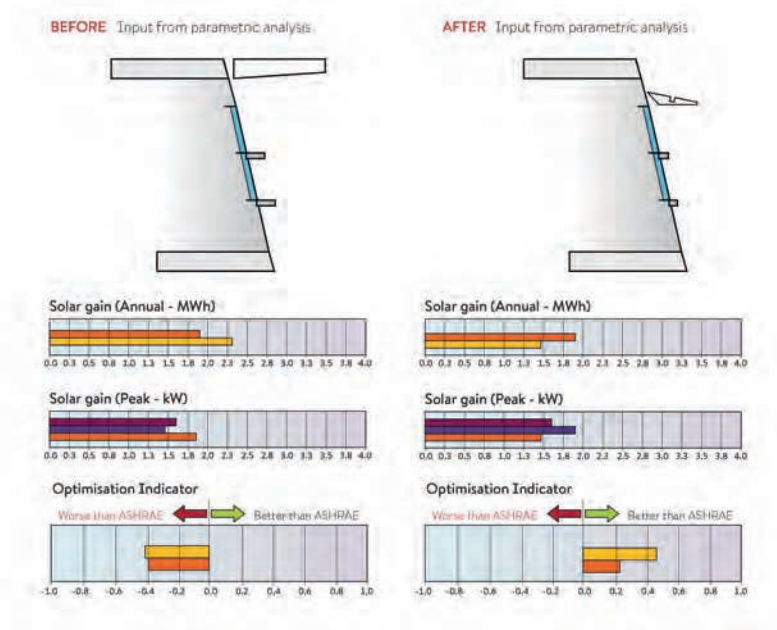 BEFORE Input from parametric analysis
AFTER Input from parametric analysis
Solar gain (Annual - MWh)
0.0 0.3 0.5 0.8 1.0 1.3 1.5 1.8 2.0 2.3 2.5 2.8 3.0 3.3 3.5 3.8 4.0
Solar gain (Annual - MWh)
0.0 0.3 0.5 0.8 1.0 1.3 1.5 1.8 2.0 2.3 2.5 2.8 3.0 3.3 3.5 3.8 4.0
Solar gain (Peak - kW)
0.0 0.3 0.5 0.8 1.0 1.3 1.5 1.8 2.0 2.3 2.5 2.8 3.0 3.3 3.5 3.8 4.0
Solar gain (Peak - kW)
0.0 0.3 0.5 0.8 1.0 1.3 1.5 1.8 2.0 2.3 2.5 2.8 3.0 3.3 3.5 3.8 4.0
Optimisation Indicator
Worse than ASHRAE Better than ASHRAE
-1.0 -0.8 -0.6 -0.4 -0.2 0.0 0.2 0.4 0.6 0.8 1.0
Optimisation Indicator
Worse than ASHRAE Better than ASHRAE
-1.0 -0.8 -0.6 -0.4 -0.2 0.0 0.2 0.4 0.6 0.8 1.0